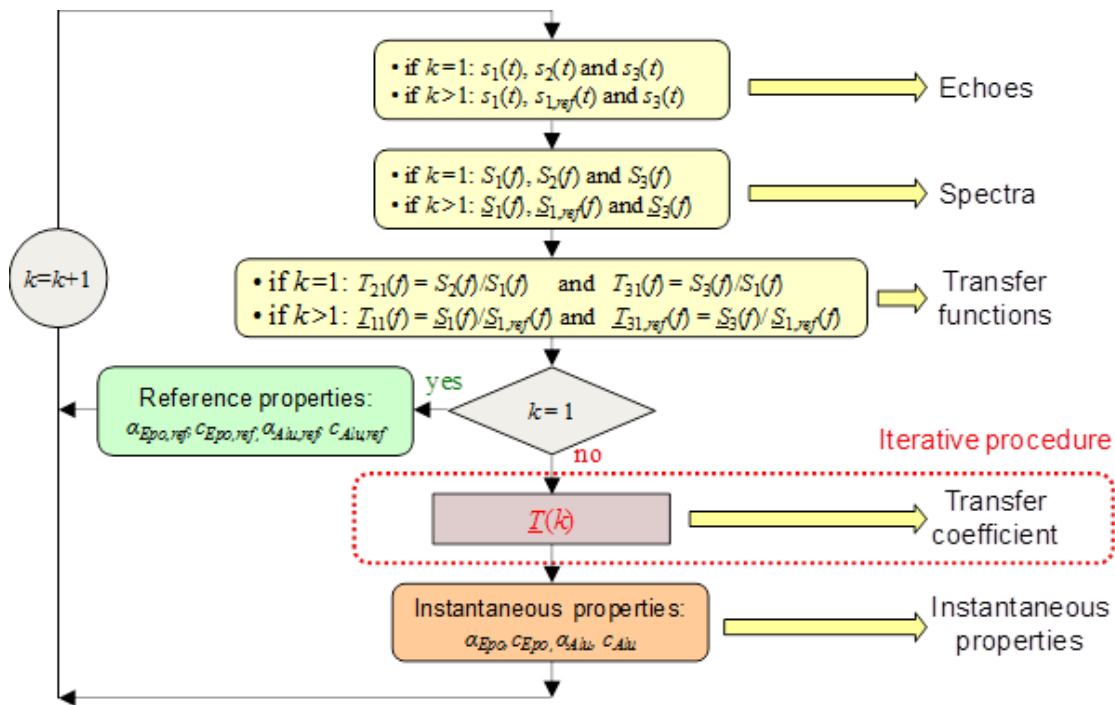 • if k=1: s1(t), s2(t) and s3(t)
• if k>1: s1(t), s1,ref(t) and s3(t)
Echoes
• if k=1: S1(f), S2(f) and S3(f)
• if k>1: S1(f), S1,ref(f) and S3(f)
Spectra
k=k+1
• if k=1: T21(f) = S2(f)/S1(f) and T31(f) = S3(f)/S1(f)
• if k>1: T11(f) = S1(f)/S1,ref(f) and T31,ref(f) = S3(f)/ S1,ref(f)
Transfer
functions
Reference properties:
αEpo,ref, cEpo,ref, αAlu,ref, cAlu,ref
yes
k= 1
no
Iterative procedure
T(k)
Transfer
coefficient
Instantaneous properties:
αEpo, cEpo, αAlu, cAlu
Instantaneous
properties